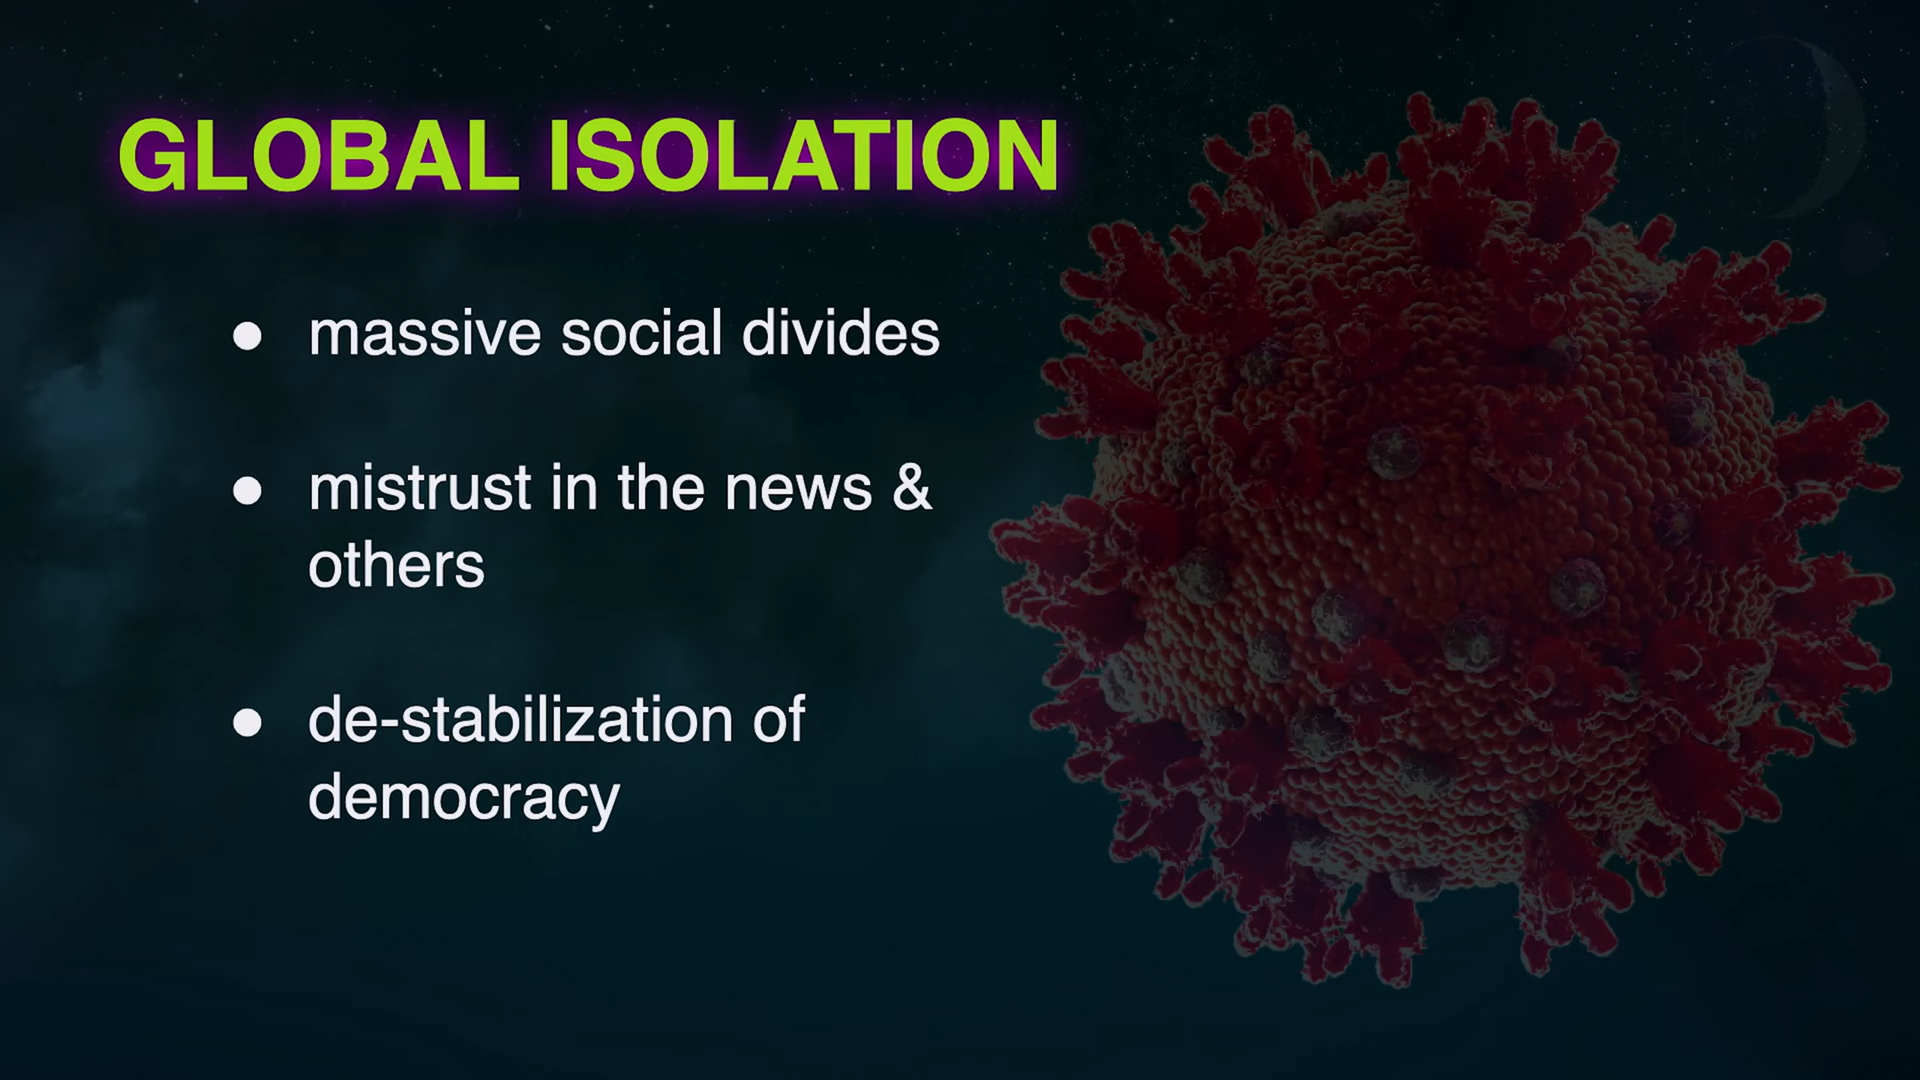 GLOBAL ISOLATION
● massive social divides
● mistrust in the news &
others
● de-stabilization of
democracy